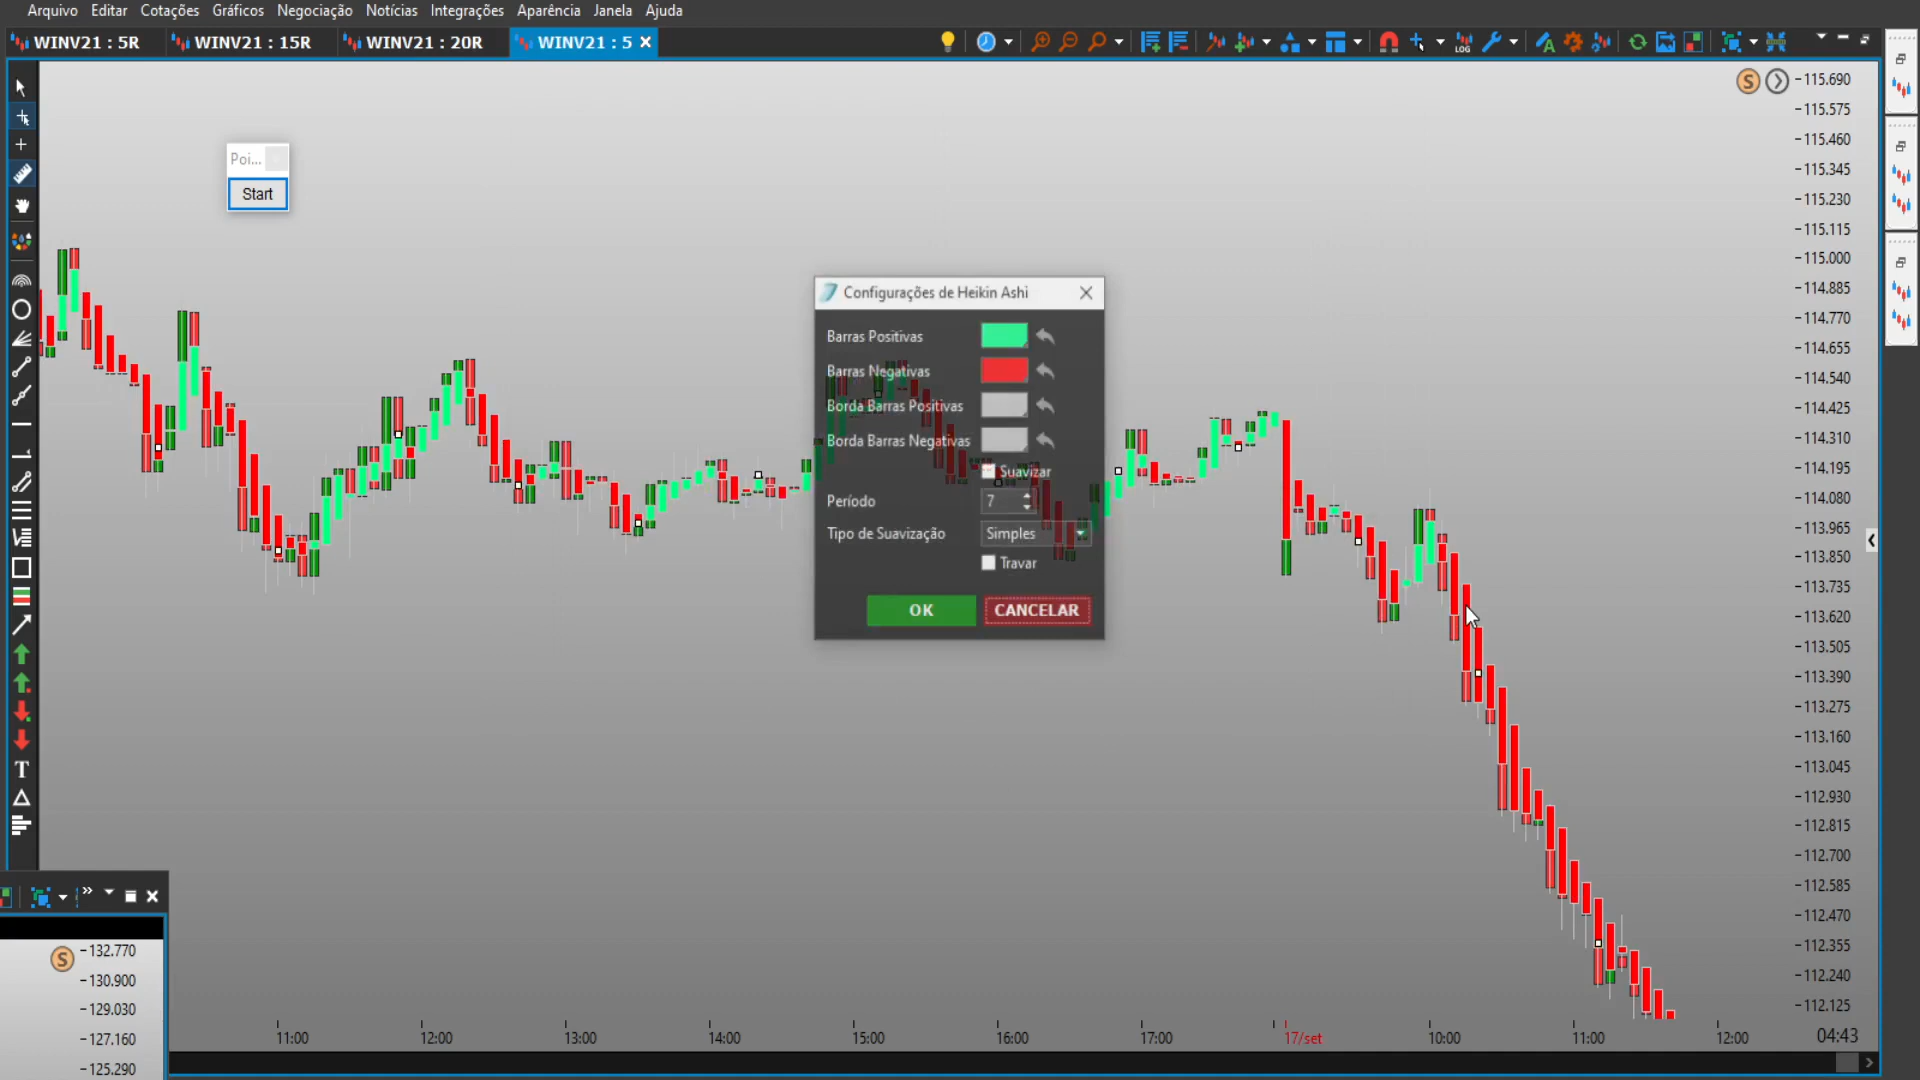 Arquivo Editar Cotações Gráficos Negociação Notícias Integrações Aparência Janela Ajuda
WINV21 : 5R WINV21 : 15R WINV21 : 20R WINV21 : 5
LOG
Poi...
Start
S
Configurações de Heikin Ashi
Barras Positivas
Barras Negativas
Borda Barras Positivas
Borda Barras Negativas
Suavizar
Período 7
Tipo de Suavização Simples
Travar
OK CANCELAR
115.690
115.575
115.460
115.345
115.230
115.115
115.000
114.885
114.770
114.655
114.540
114.425
114.310
114.195
114.080
113.965
113.850
113.735
113.620
113.505
113.390
113.275
113.160
113.045
112.930
112.815
112.700
112.585
112.470
112.355
112.240
112.125
T
S
132.770
130.900
129.030
127.160
125.290
11:00 12:00 13:00 14:00 15:00 16:00 17:00 17/set 10:00 11:00 12:00 04:43